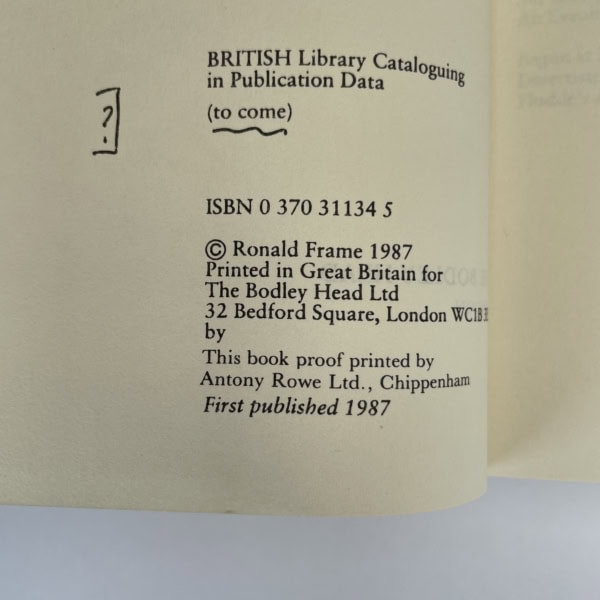 BRITISH Library Cataloguing
in Publication Data
(to come)
?
ISBN 0 370 31134 5
© Ronald Frame 1987
Printed in Great Britain for
The Bodley Head Ltd
32 Bedford Square, London WC1B
by
This book proof printed by
Antony Rowe Ltd., Chippenham
First published 1987